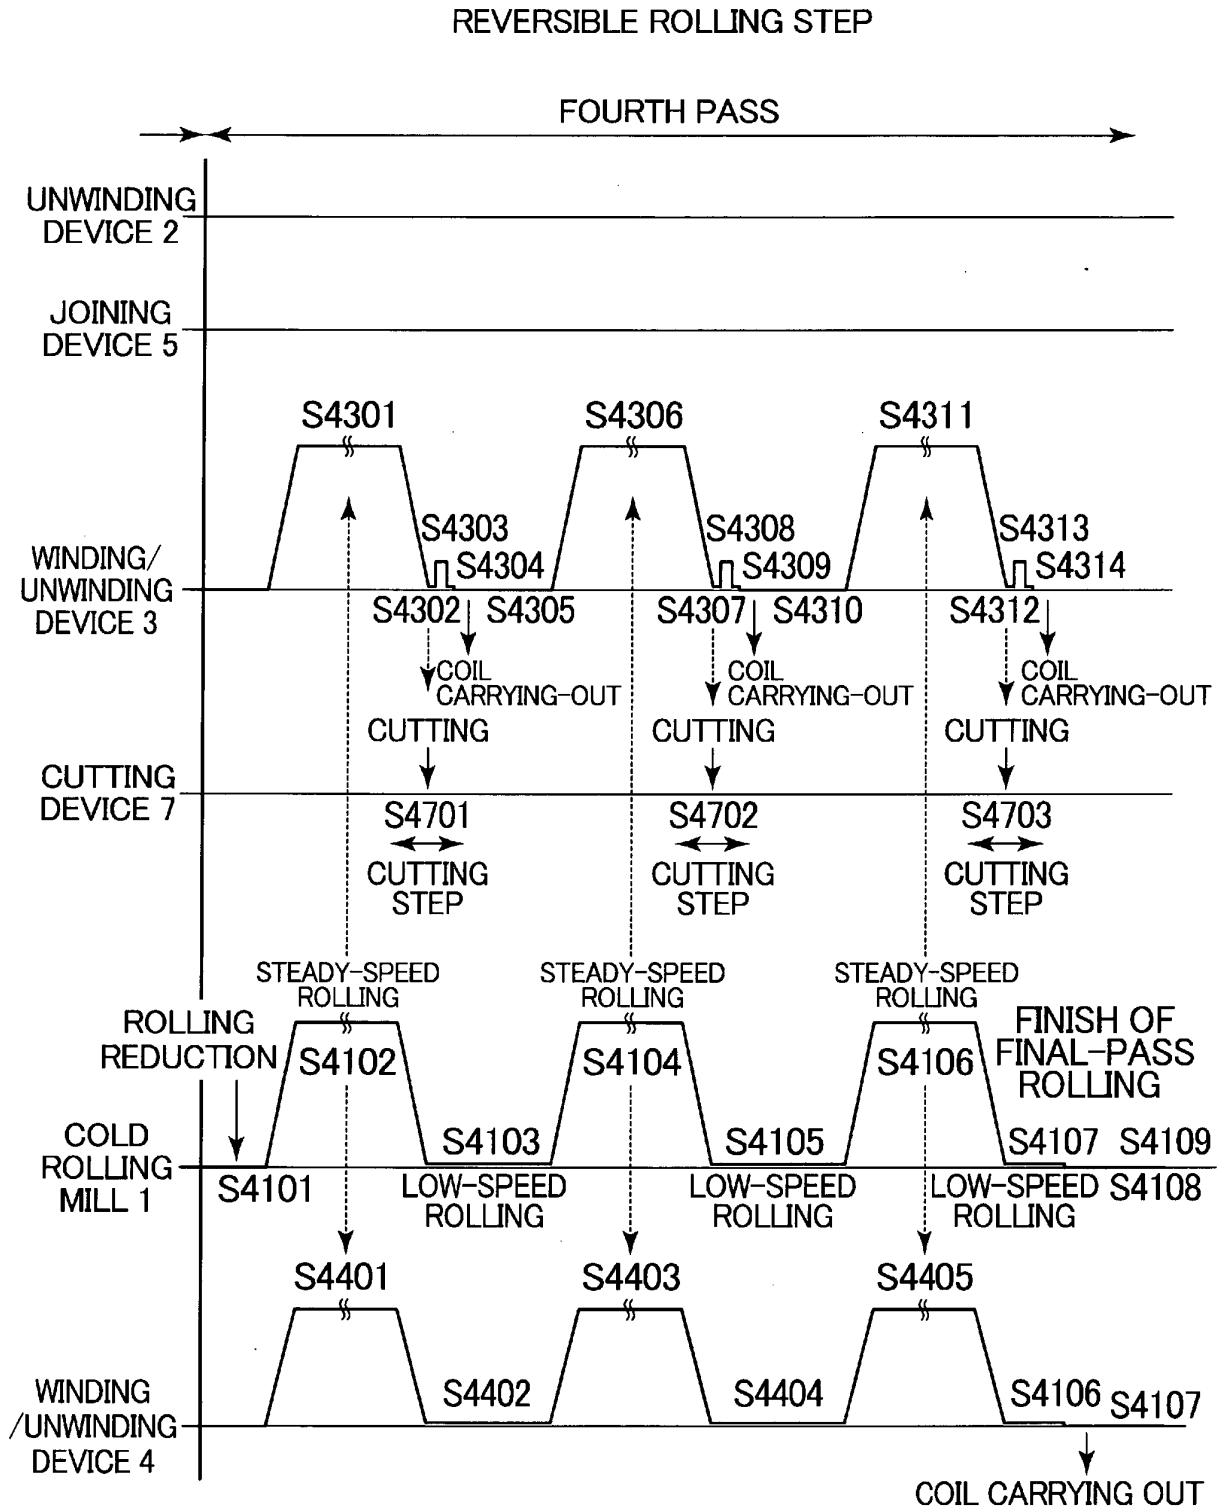 REVERSIBLE ROLLING STEP
FOURTH PASS
UNWINDING
DEVICE 2
JOINING
DEVICE 5
S4301
S4306
S4311
S4303
S4308
S4313
WINDING/
UNWINDING
DEVICE 3
S4304
S4309
S4314
S4302
S4305
S4307
S4310
S4312
COIL
CARRYING-OUT
COIL
CARRYING-OUT
COIL
CARRYING-OUT
CUTTING
CUTTING
CUTTING
CUTTING
DEVICE 7
S4701
S4702
S4703
CUTTING
STEP
CUTTING
STEP
CUTTING
STEP
STEADY-SPEED
ROLLING
STEADY-SPEED
ROLLING
STEADY-SPEED
ROLLING
ROLLING
REDUCTION
S4102
S4104
S4106
FINISH OF
FINAL-PASS
ROLLING
COLD
ROLLING
MILL 1
S4101
S4103
S4105
S4107
S4109
LOW-SPEED
ROLLING
LOW-SPEED
ROLLING
LOW-SPEED
ROLLING
S4108
S4401
S4403
S4405
WINDING
/UNWINDING
DEVICE 4
S4402
S4404
S4106
S4107
COIL CARRYING OUT